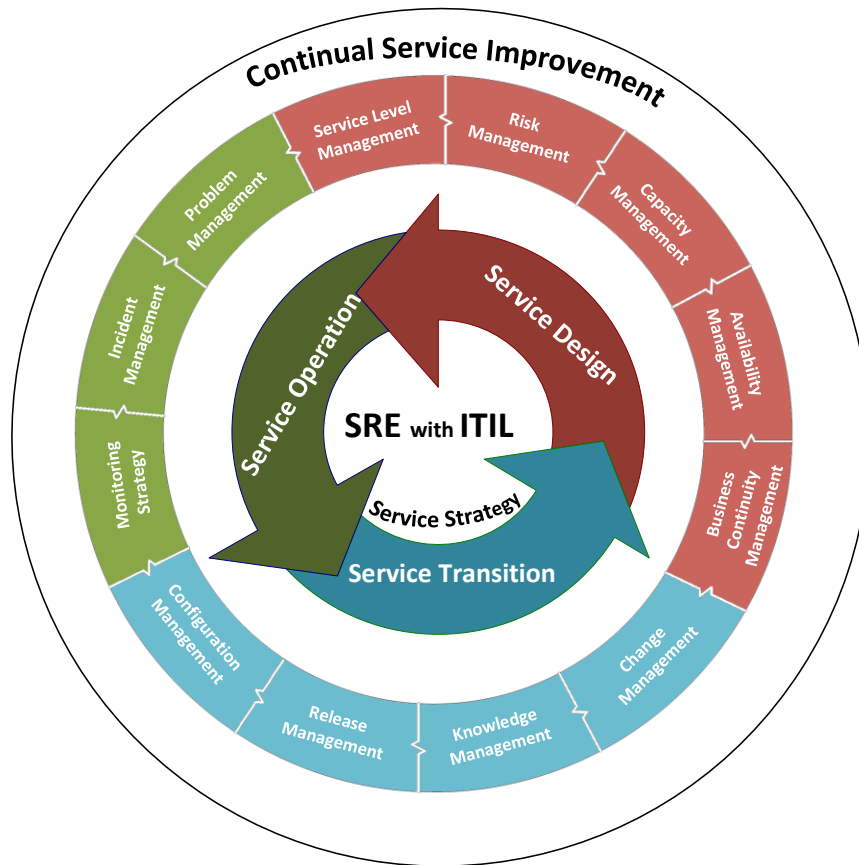 Continual Service Improvement
Service Level
Management
Risk
Management
Capacity
Management
Availability
Management
Business
Continuity
Management
Change
Management
Knowledge
Management
Release
Management
Configuration
Management
Monitoring
Strategy
Incident
Management
Problem
Management
Service Design
Service Operation
SRE with ITIL
Service Strategy
Service Transition